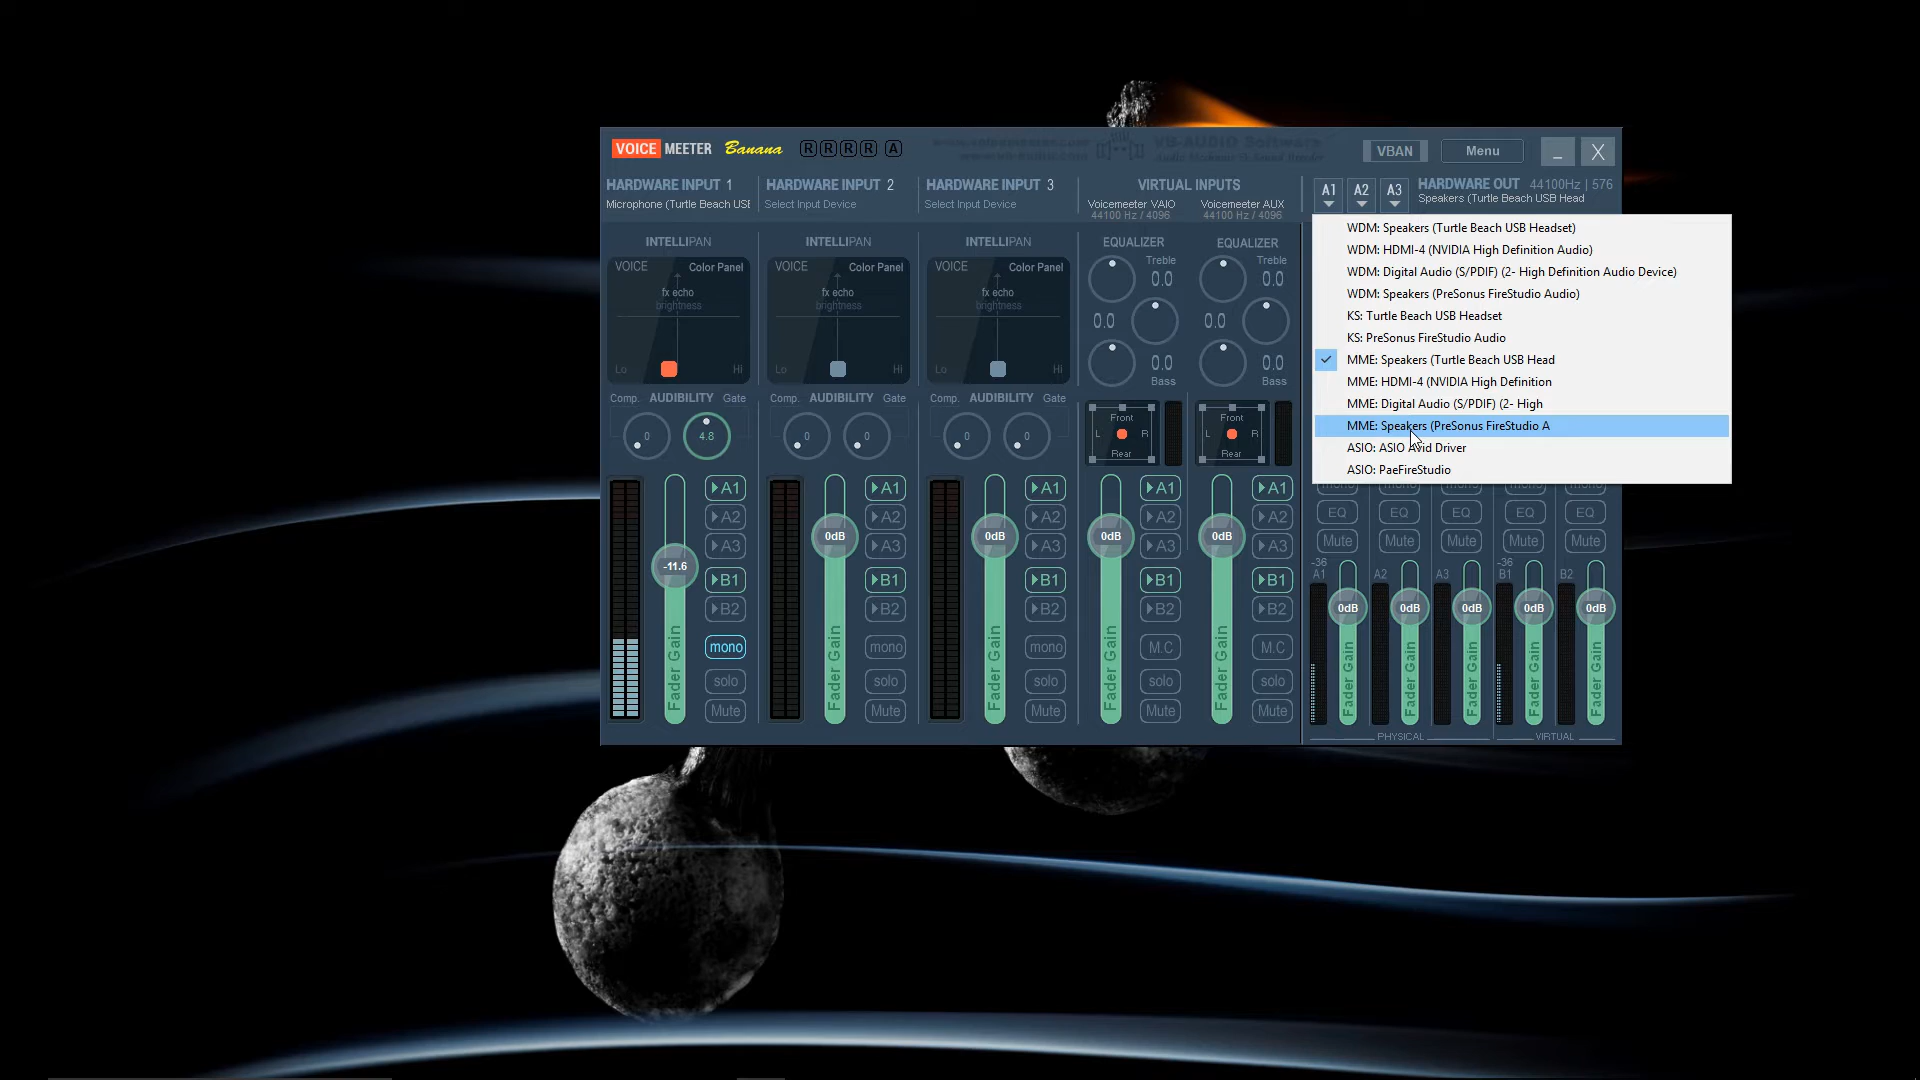 VOICE MEETER Banana R R R R A VB-AUDIO Software VBAN Menu _ X
HARDWARE INPUT 1 HARDWARE INPUT 2 HARDWARE INPUT 3 VIRTUAL INPUTS A1 A2 A3 HARDWARE OUT 44100Hz | 576
Microphone (Turtle Beach USE Select Input Device Select Input Device Voicemeeter VAIO Voicemeeter AUX Speakers (Turtle Beach USB Head
44100 Hz / 4096 44100 Hz / 4096
WDM: Speakers (Turtle Beach USB Headset)
WDM: HDMI-4 (NVIDIA High Definition Audio)
WDM: Digital Audio (S/PDIF) (2- High Definition Audio Device)
WDM: Speakers (PreSonus FireStudio Audio)
KS: Turtle Beach USB Headset
KS: PreSonus FireStudio Audio
MME: Speakers (Turtle Beach USB Head
MME: HDMI-4 (NVIDIA High Definition
MME: Digital Audio (S/PDIF) (2- High
MME: Speakers (PreSonus FireStudio A
ASIO: ASIO Avid Driver
ASIO: PaeFireStudio
INTELLIPAN INTELLIPAN INTELLIPAN EQUALIZER EQUALIZER
VOICE Color Panel VOICE Color Panel VOICE Color Panel Treble Treble
fx echo fx echo fx echo 0.0 0.0
brightness brightness brightness
0.0 0.0
Lo Hi Lo Hi Lo Hi 0.0 0.0
Bass Bass
Comp. AUDIBILITY Gate Comp. AUDIBILITY Gate Comp. AUDIBILITY Gate
0 4.8 0 0 0 0
Front Front
L R L R
Rear Rear
A1 A1 A1 A1 A1
A2 A2 A2 A2 A2 EQ EQ EQ EQ EQ
A3 A3 A3 A3 A3 Mute Mute Mute Mute Mute
-11.6 0dB 0dB 0dB 0dB
-36 -36
A1 A2 A3 B1 B2
B1 B1 B1 B1 B1
B2 B2 B2 B2 B2 0dB 0dB 0dB 0dB 0dB
mono mono mono M.C M.C
solo solo solo solo solo
Mute Mute Mute Mute Mute
Fader Gain Fader Gain Fader Gain Fader Gain Fader Gain Fader Gain Fader Gain Fader Gain Fader Gain Fader Gain
PHYSICAL VIRTUAL